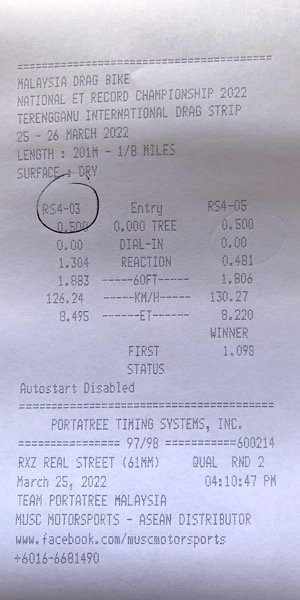 ================================
MALAYSIA DRAG BIKE
NATIONAL ET RECORD CHAMPIONSHIP 2022
TERENGGANU INTERNATIONAL DRAG STRIP
25 - 26 MARCH 2022
LENGTH : 201M - 1/8 MILES
SURFACE : DRY
RS4-03 Entry RS4-05
0.500 0.000 TREE 0.500
0.00 DIAL-IN 0.00
1.304 REACTION 0.481
1.883 -----60FT----- 1.806
126.24 -----KM/H----- 130.27
8.495 ------ET------ 8.220
WINNER
FIRST 1.098
STATUS
Autostart Disabled
================================
PORTATREE TIMING SYSTEMS, INC.
=============== 97/98 ===========600214
RXZ REAL STREET (61MM) QUAL RND 2
March 25, 2022 04:10:47 PM
TEAM PORTATREE MALAYSIA
MUSC MOTORSPORTS - ASEAN DISTRIBUTOR
www.facebook.com/muscmotorsports
+6016-6681490